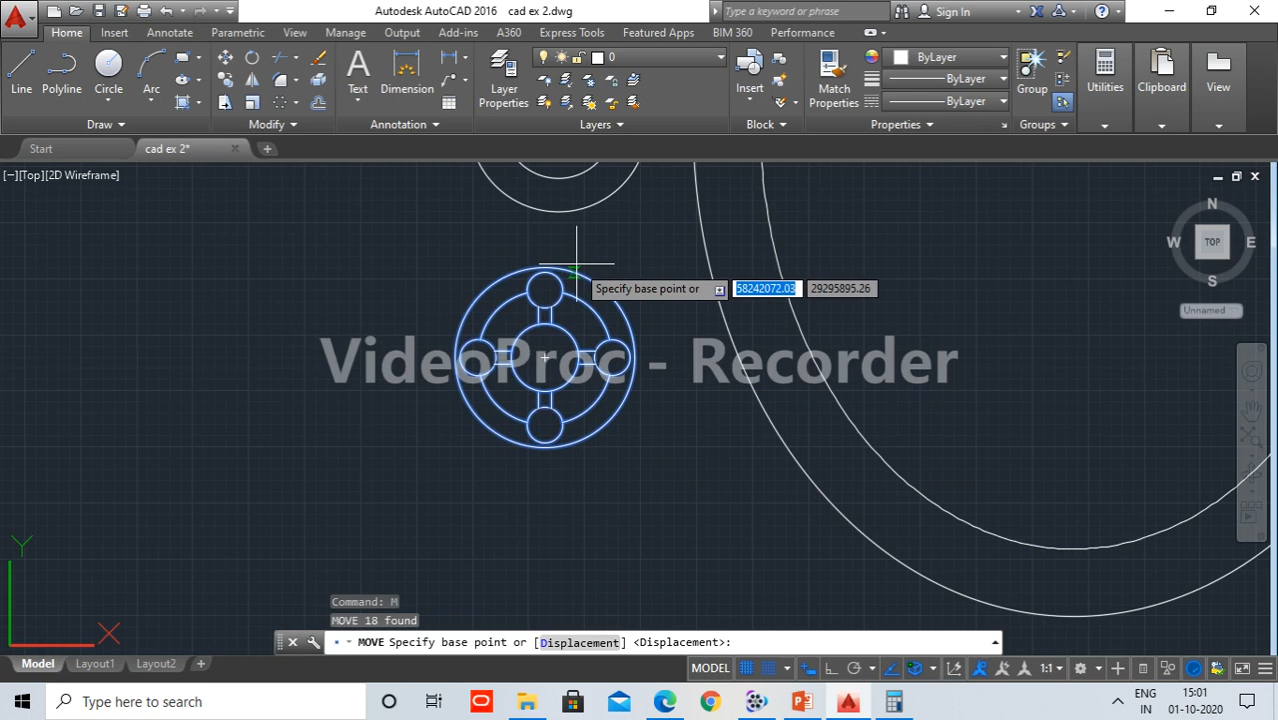 Autodesk AutoCAD 2016 cad ex 2.dwg
Type a keyword or phrase
Sign In
Home Insert Annotate Parametric View Manage Output Add-ins A360 Express Tools Featured Apps BIM 360 Performance
Line Polyline Circle Arc
Text Dimension
Layer Properties
0
Insert
Match Properties
ByLayer
ByLayer
ByLayer
Group
Utilities Clipboard View
Draw Modify Annotation Layers Block Properties Groups
Start cad ex 2*
[−][Top][2D Wireframe]
N
W TOP E
S
Unnamed
Specify base point or 58242072.03 29295895.26
VideoProc - Recorder
Y
X
Command: M
MOVE 18 found
MOVE Specify base point or [Displacement] <Displacement>:
Model Layout1 Layout2
MODEL 1:1
Type here to search
ENG
IN
15:01
01-10-2020